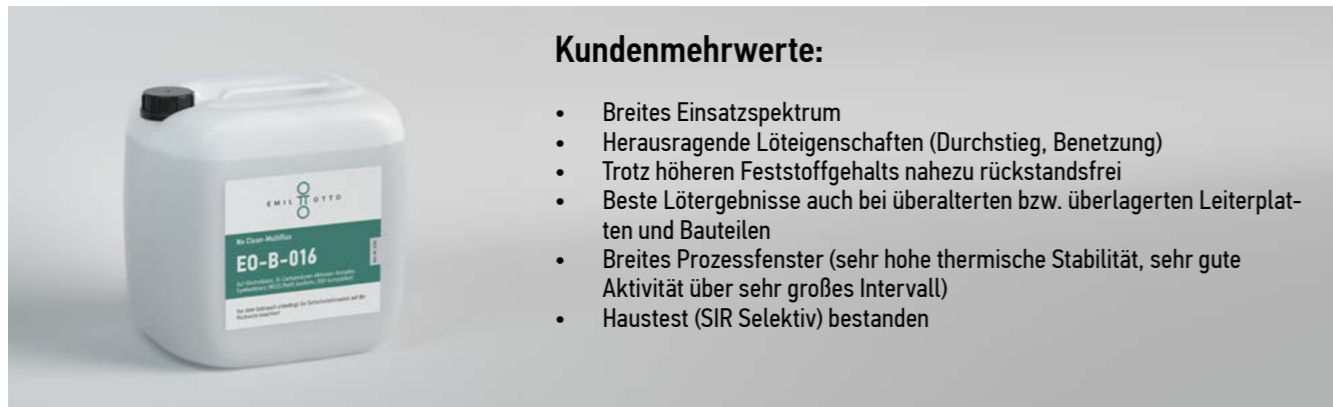 Kundenmehrwerte:
• Breites Einsatzspektrum
• Herausragende Löteigenschaften (Durchstieg, Benetzung)
• Trotz höheren Feststoffgehalts nahezu rückstandsfrei
• Beste Lötergebnisse auch bei überalterten bzw. überlagerten Leiterplat-
ten und Bauteilen
• Breites Prozessfenster (sehr hohe thermische Stabilität, sehr gute
Aktivität über sehr großes Intervall)
• Haustest (SIR Selektiv) bestanden
EMIL OTTO
No Clean-Multiflux
EO-B-016